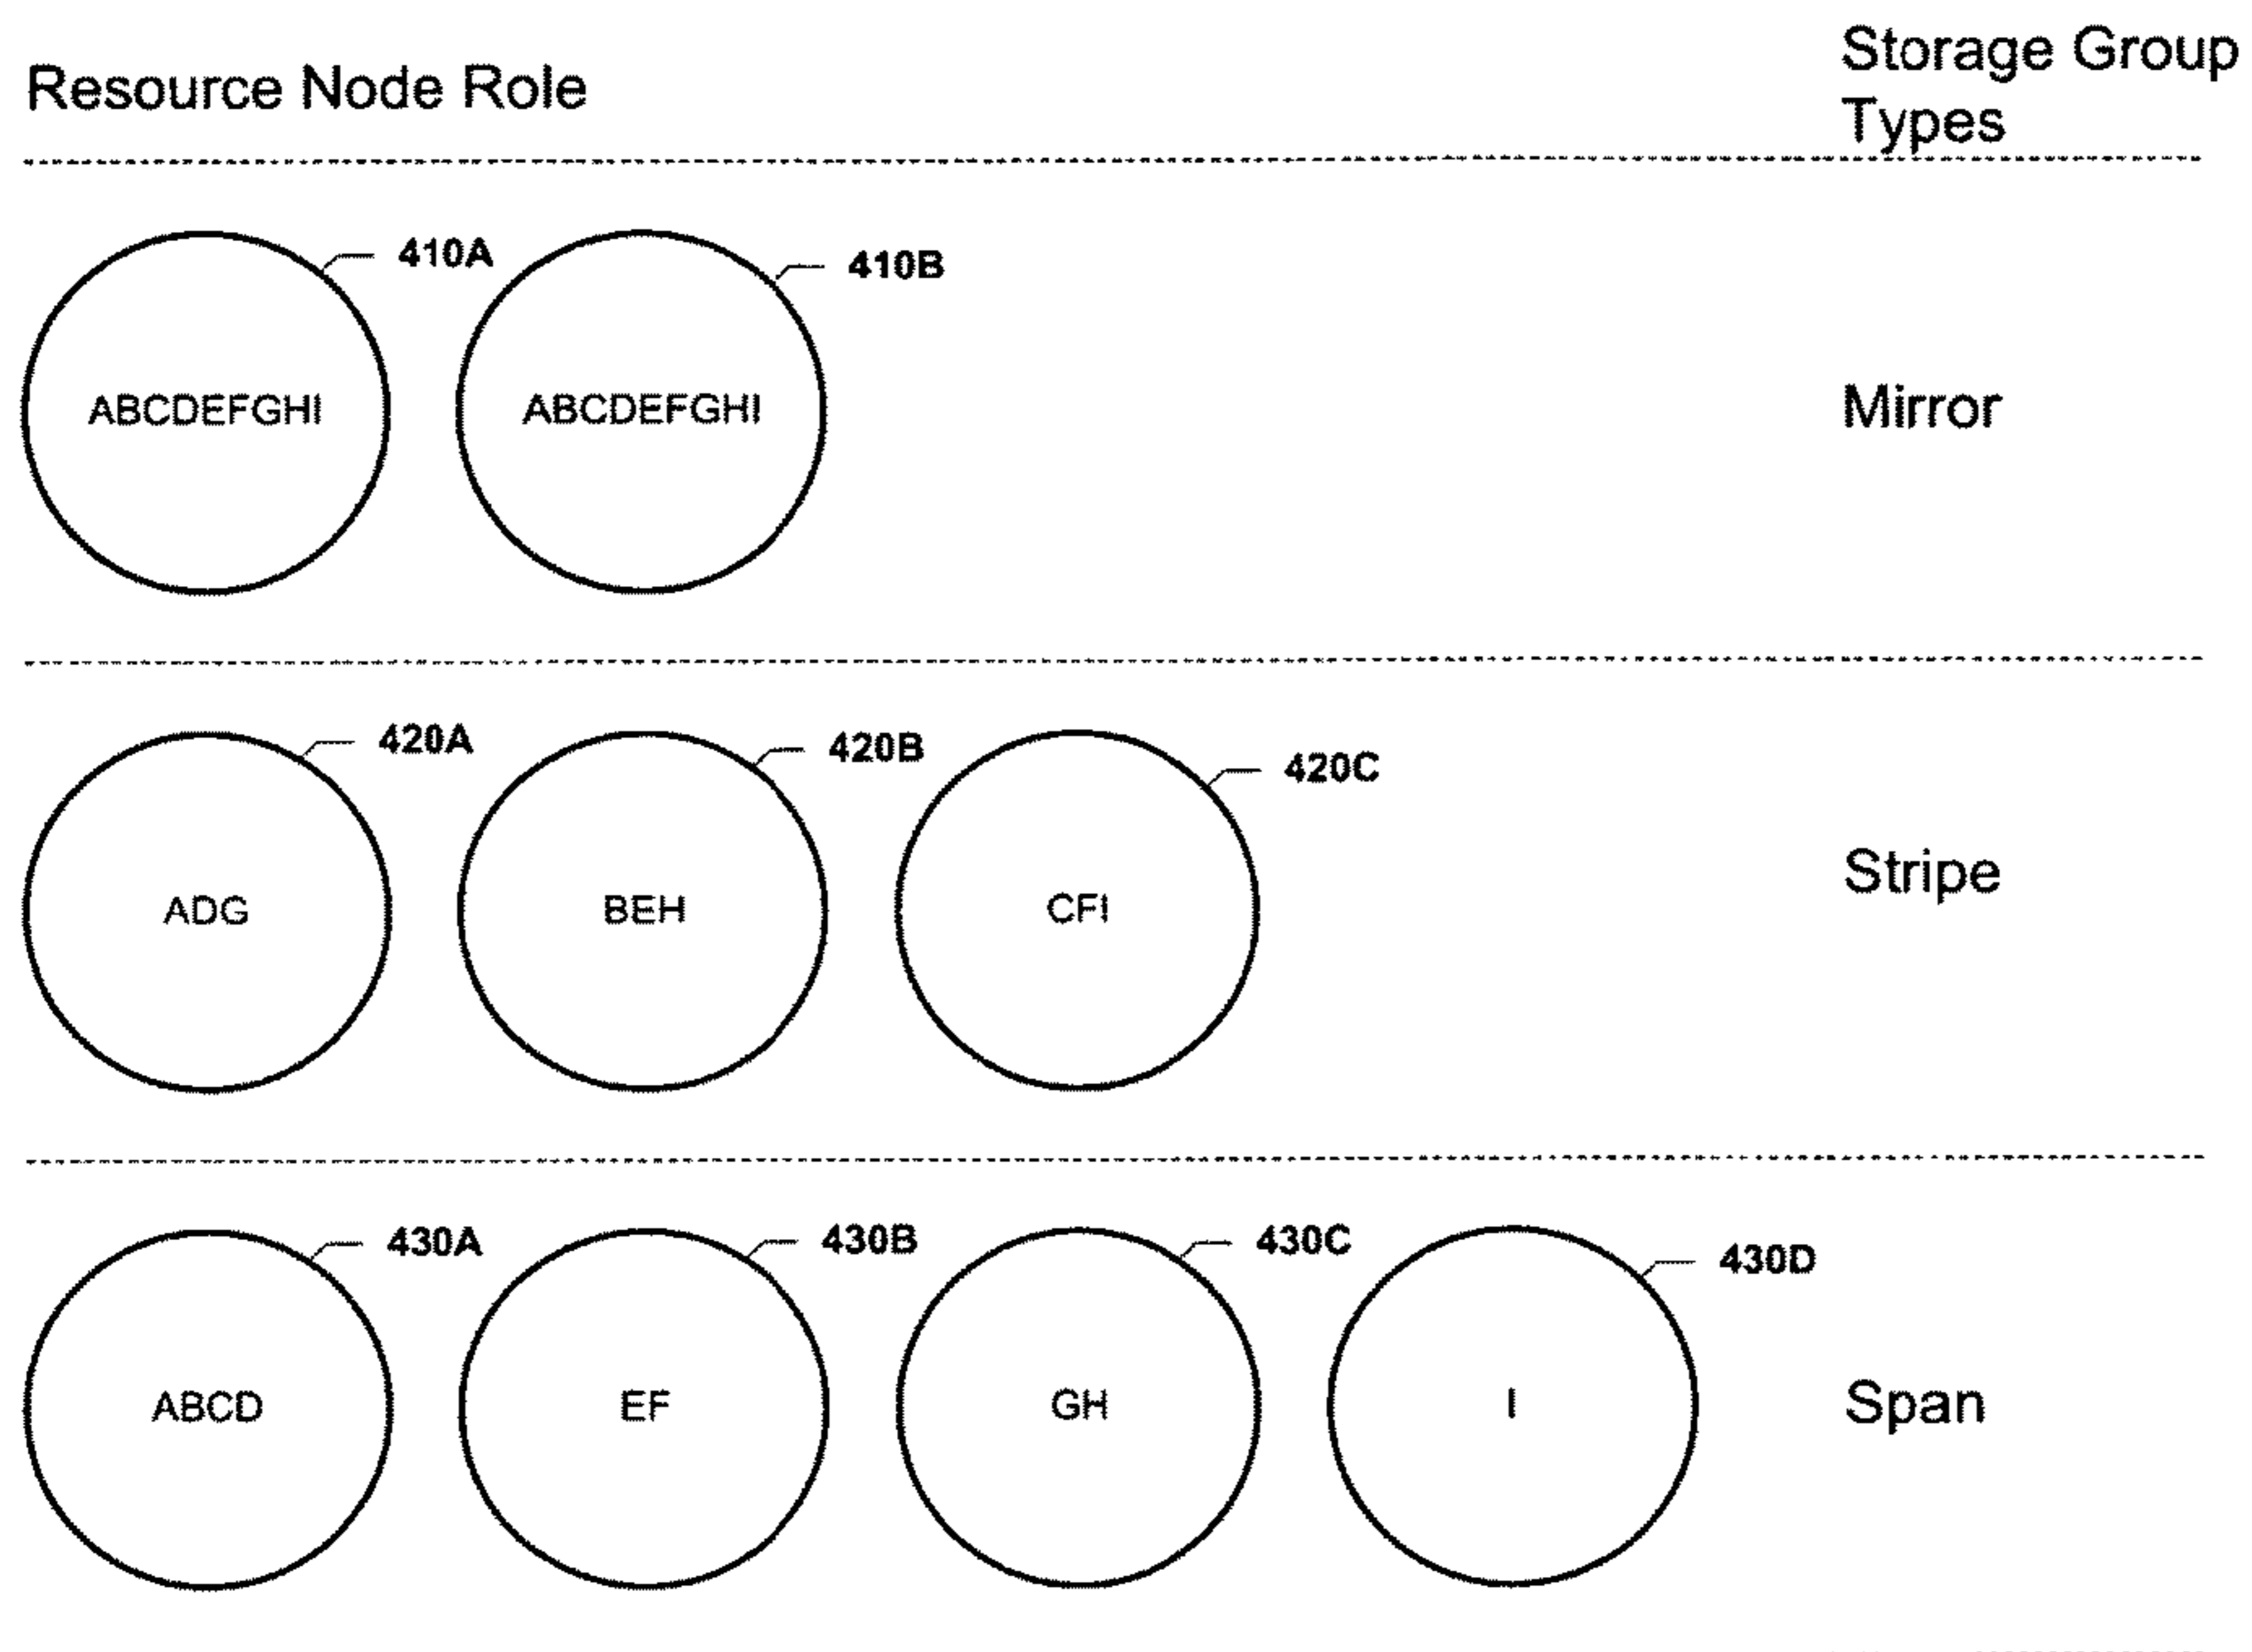 Resource Node Role
Storage Group
Types
410A
410B
ABCDEFGHI
ABCDEFGHI
Mirror
420A
420B
420C
ADG
BEH
CFI
Stripe
430A
430B
430C
430D
ABCD
EF
GH
I
Span